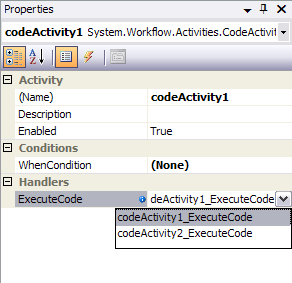 Properties
codeActivity1 System.Workflow.Activities.CodeActivit
Activity
(Name) codeActivity1
Description
Enabled True
Conditions
WhenCondition (None)
Handlers
ExecuteCode deActivity1_ExecuteCode
codeActivity1_ExecuteCode
codeActivity2_ExecuteCode